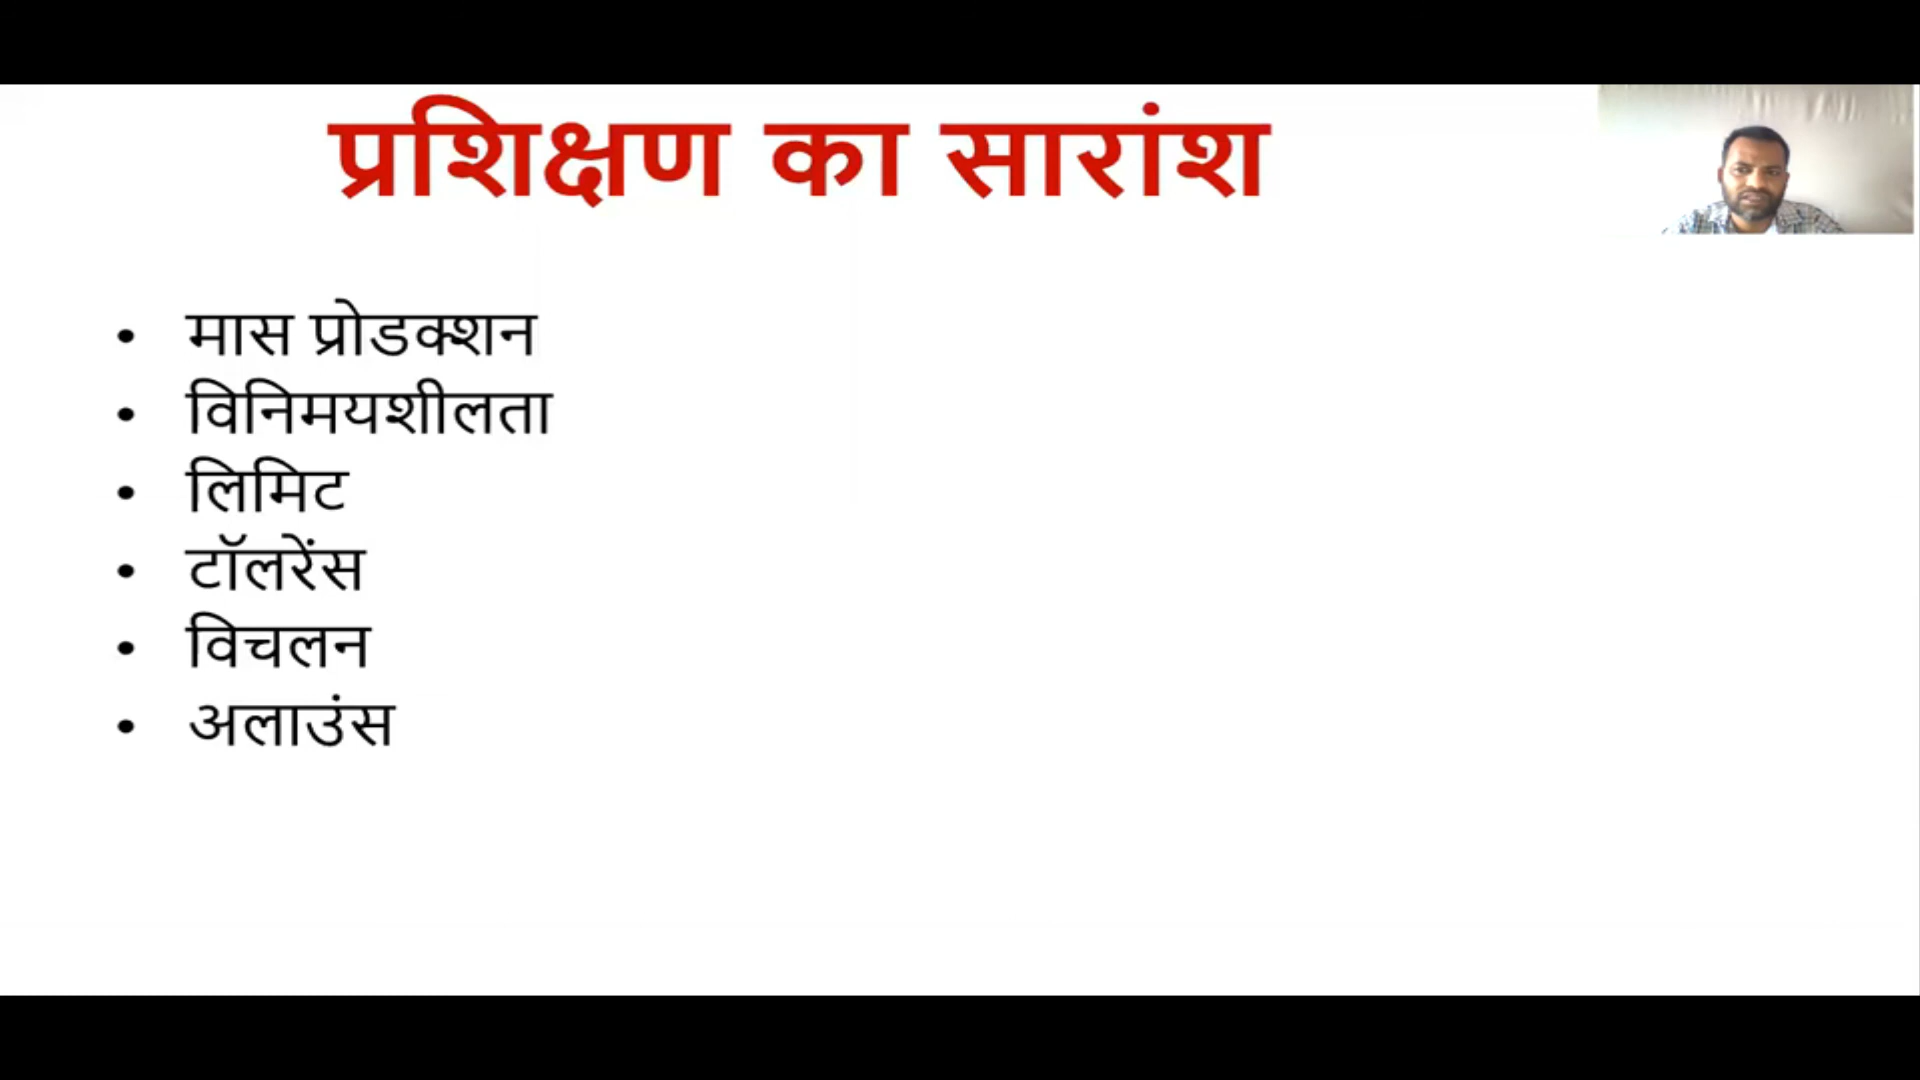 प्रशिक्षण का सारांश
• मास प्रोडक्शन
• विनिमयशीलता
• लिमिट
• टॉलरेंस
• विचलन
• अलाउंस